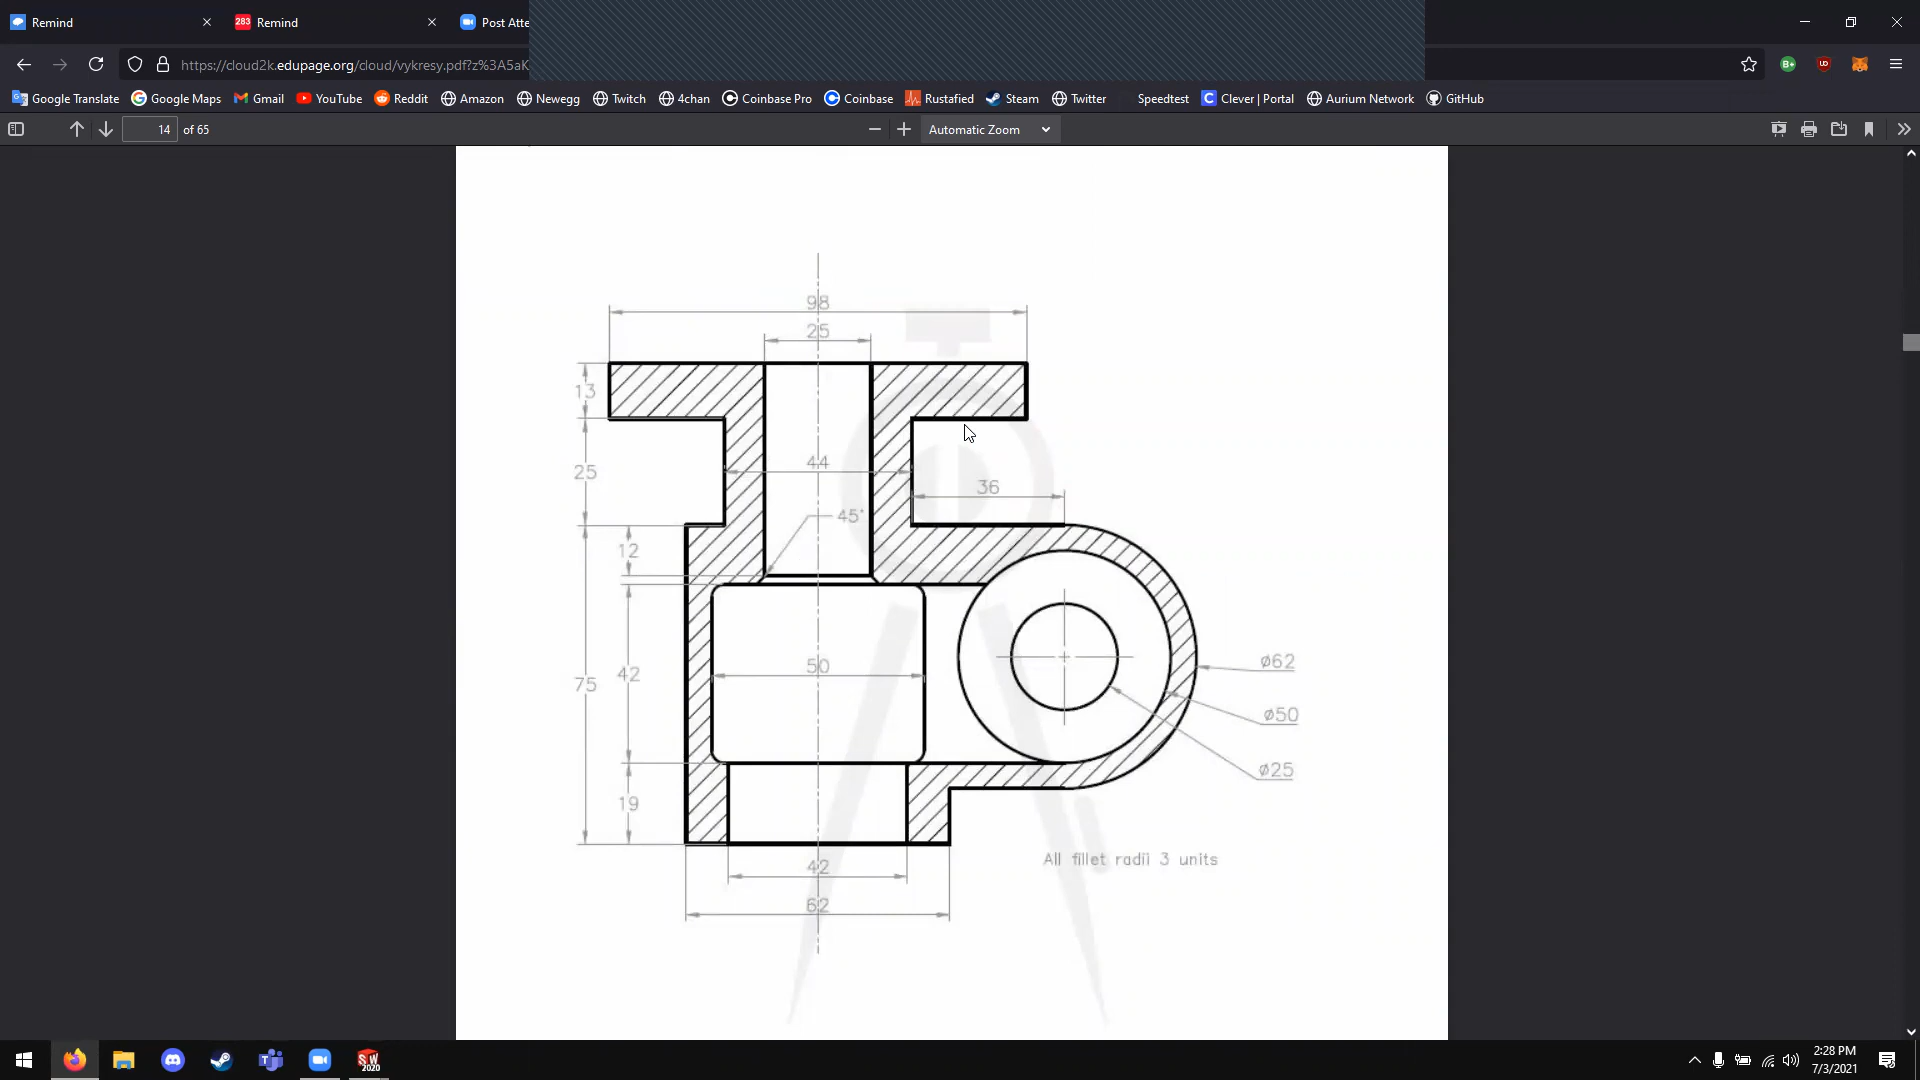 Remind
283
Remind
Post Atte
https://cloud2k.edupage.org/cloud/vykresy.pdf?z%3A5aK
B+
Google Translate Google Maps Gmail YouTube Reddit Amazon Newegg Twitch 4chan Coinbase Pro Coinbase Rustafied Steam Twitter Speedtest Clever | Portal Aurium Network GitHub
14 of 65
Automatic Zoom
98
25
13
44
25
36
45°
12
50
42
75
ø62
ø50
ø25
19
All fillet radii 3 units
42
62
SW
2020
2:28 PM
7/3/2021